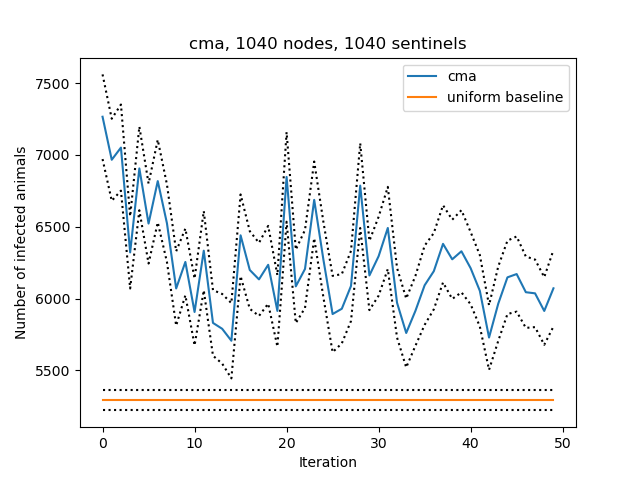 cma, 1040 nodes, 1040 sentinels
cma
uniform baseline
Number of infected animals
7500
7000
6500
6000
5500
0 10 20 30 40 50
Iteration